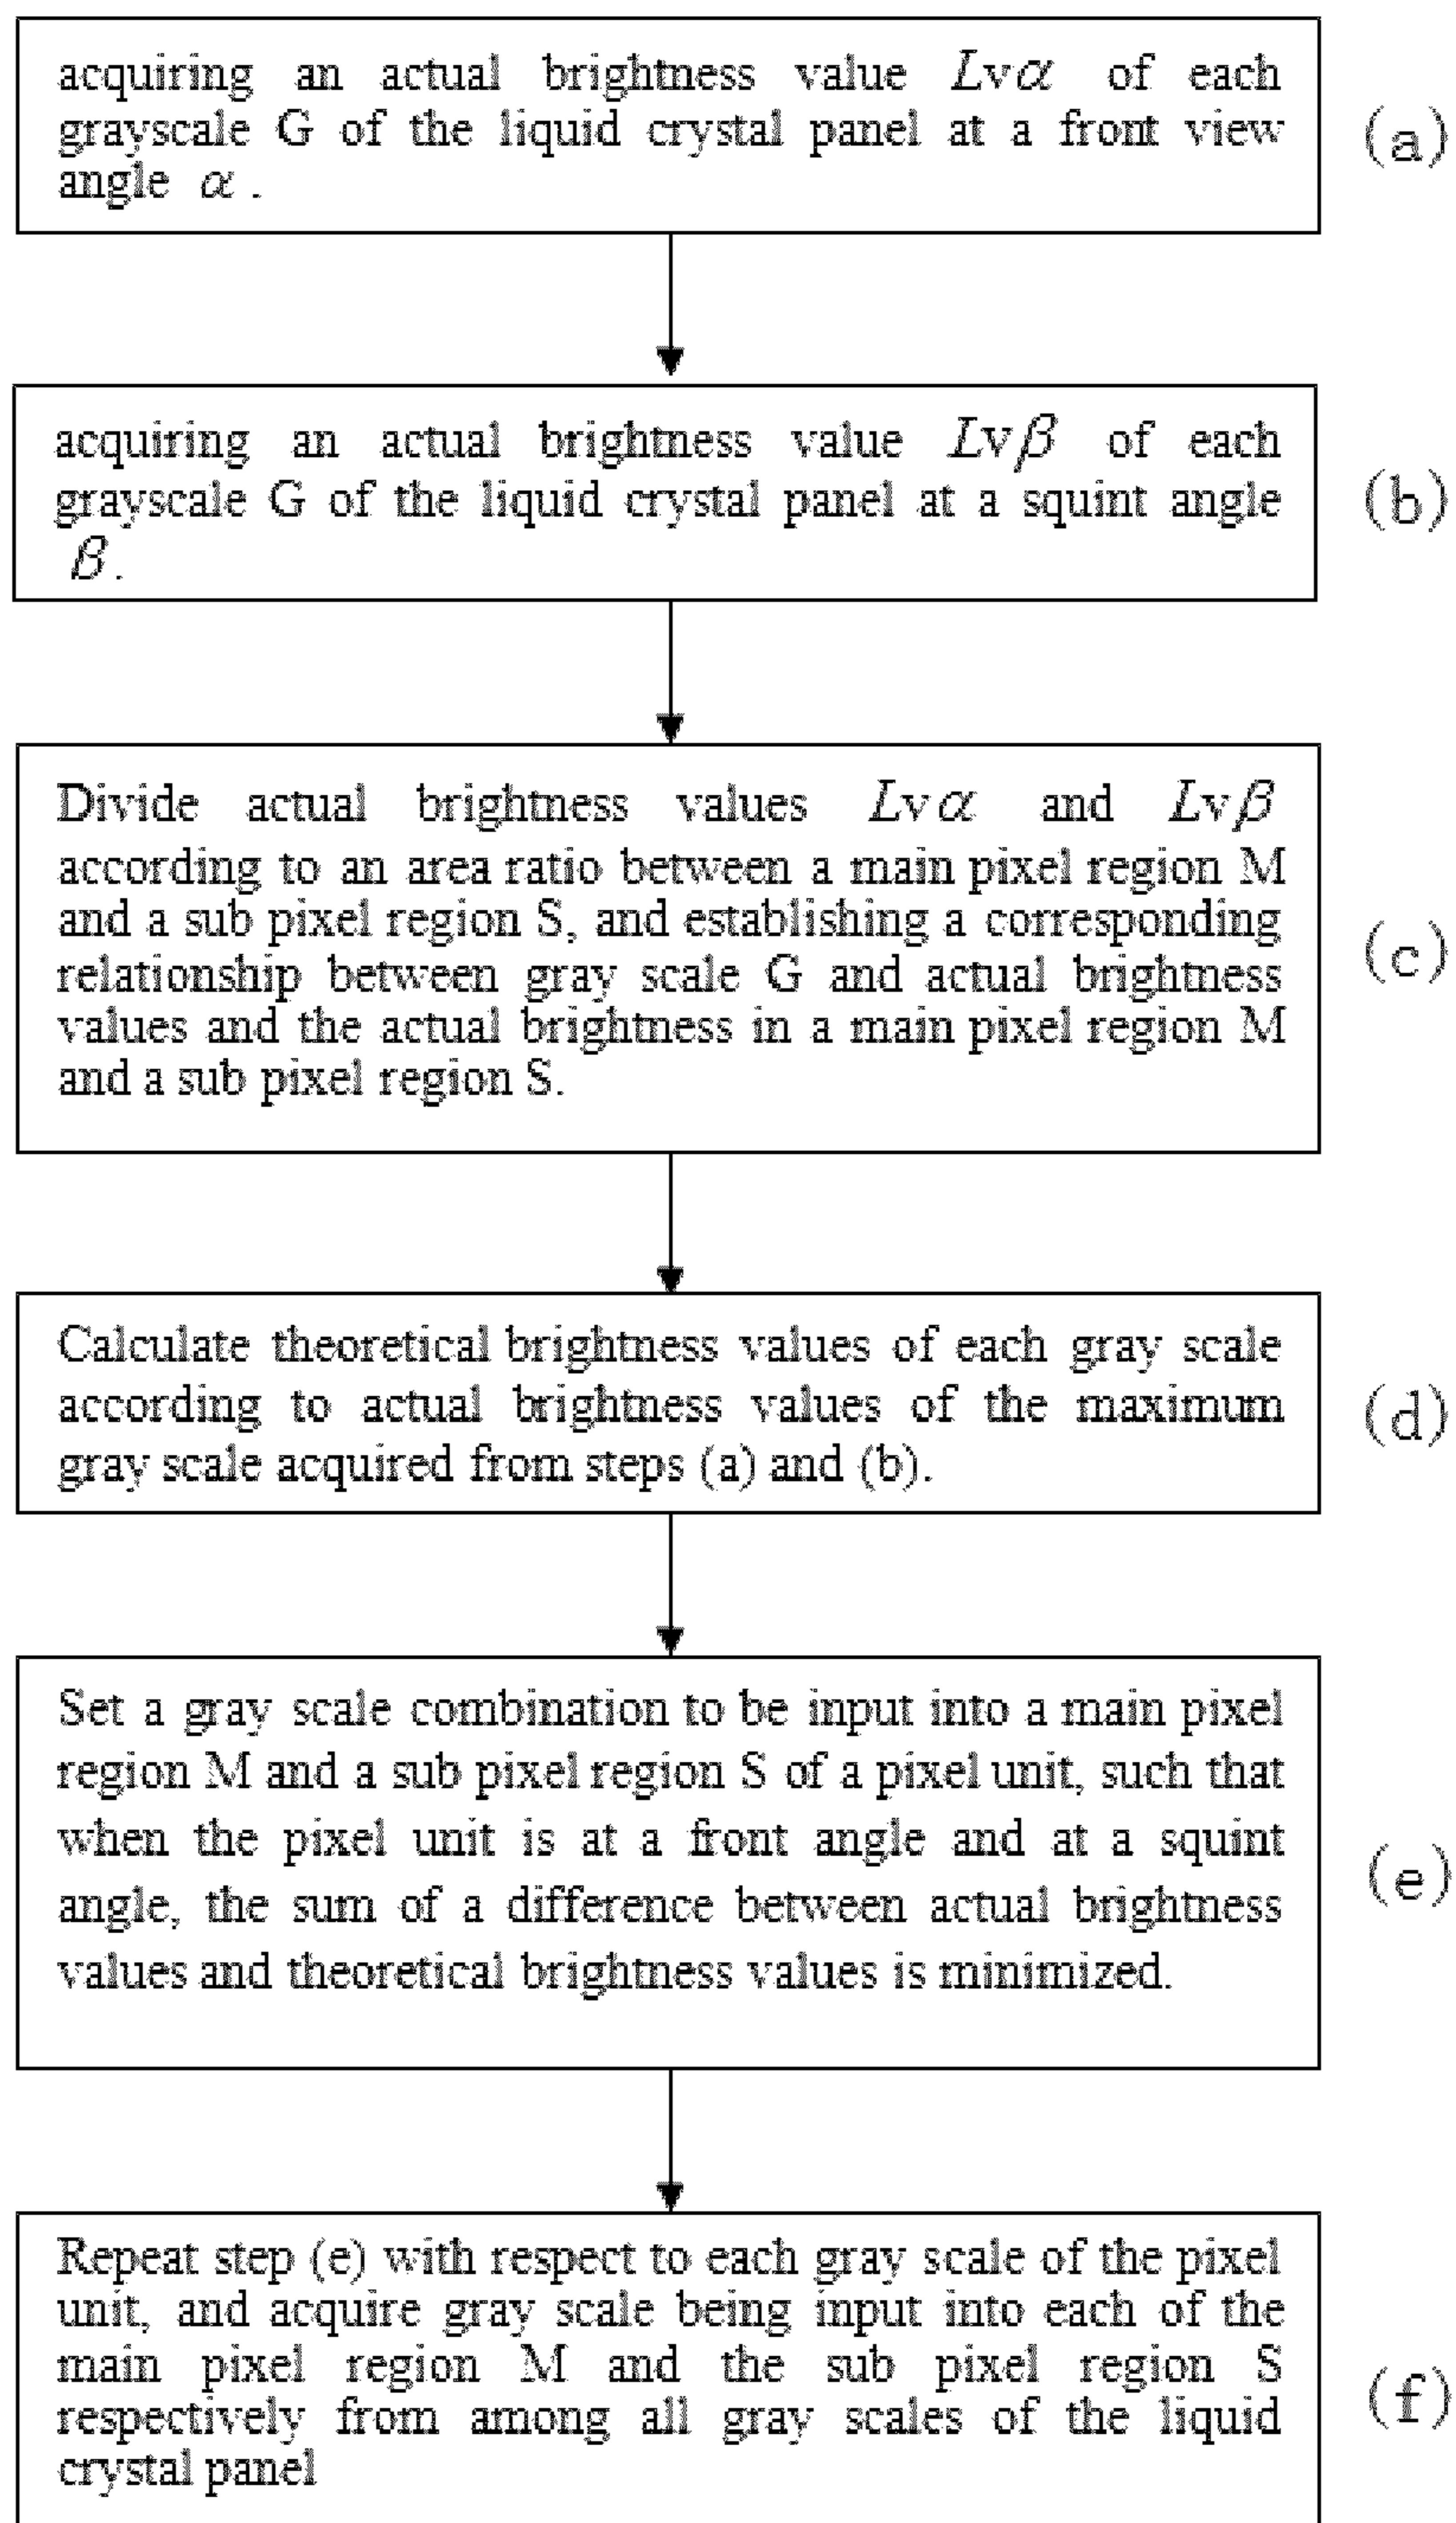 acquiring an actual brightness value Lvα of each
grayscale G of the liquid crystal panel at a front view
angle α.
(a)
acquiring an actual brightness value Lvβ of each
grayscale G of the liquid crystal panel at a squint angle
β.
(b)
Divide actual brightness values Lvα and Lvβ
according to an area ratio between a main pixel region M
and a sub pixel region S, and establishing a corresponding
relationship between gray scale G and actual brightness
values and the actual brightness in a main pixel region M
and a sub pixel region S.
(c)
Calculate theoretical brightness values of each gray scale
according to actual brightness values of the maximum
gray scale acquired from steps (a) and (b).
(d)
Set a gray scale combination to be input into a main pixel
region M and a sub pixel region S of a pixel unit, such that
when the pixel unit is at a front angle and at a squint
angle, the sum of a difference between actual brightness
values and theoretical brightness values is minimized.
(e)
Repeat step (e) with respect to each gray scale of the pixel
unit, and acquire gray scale being input into each of the
main pixel region M and the sub pixel region S
respectively from among all gray scales of the liquid
crystal panel
(f)